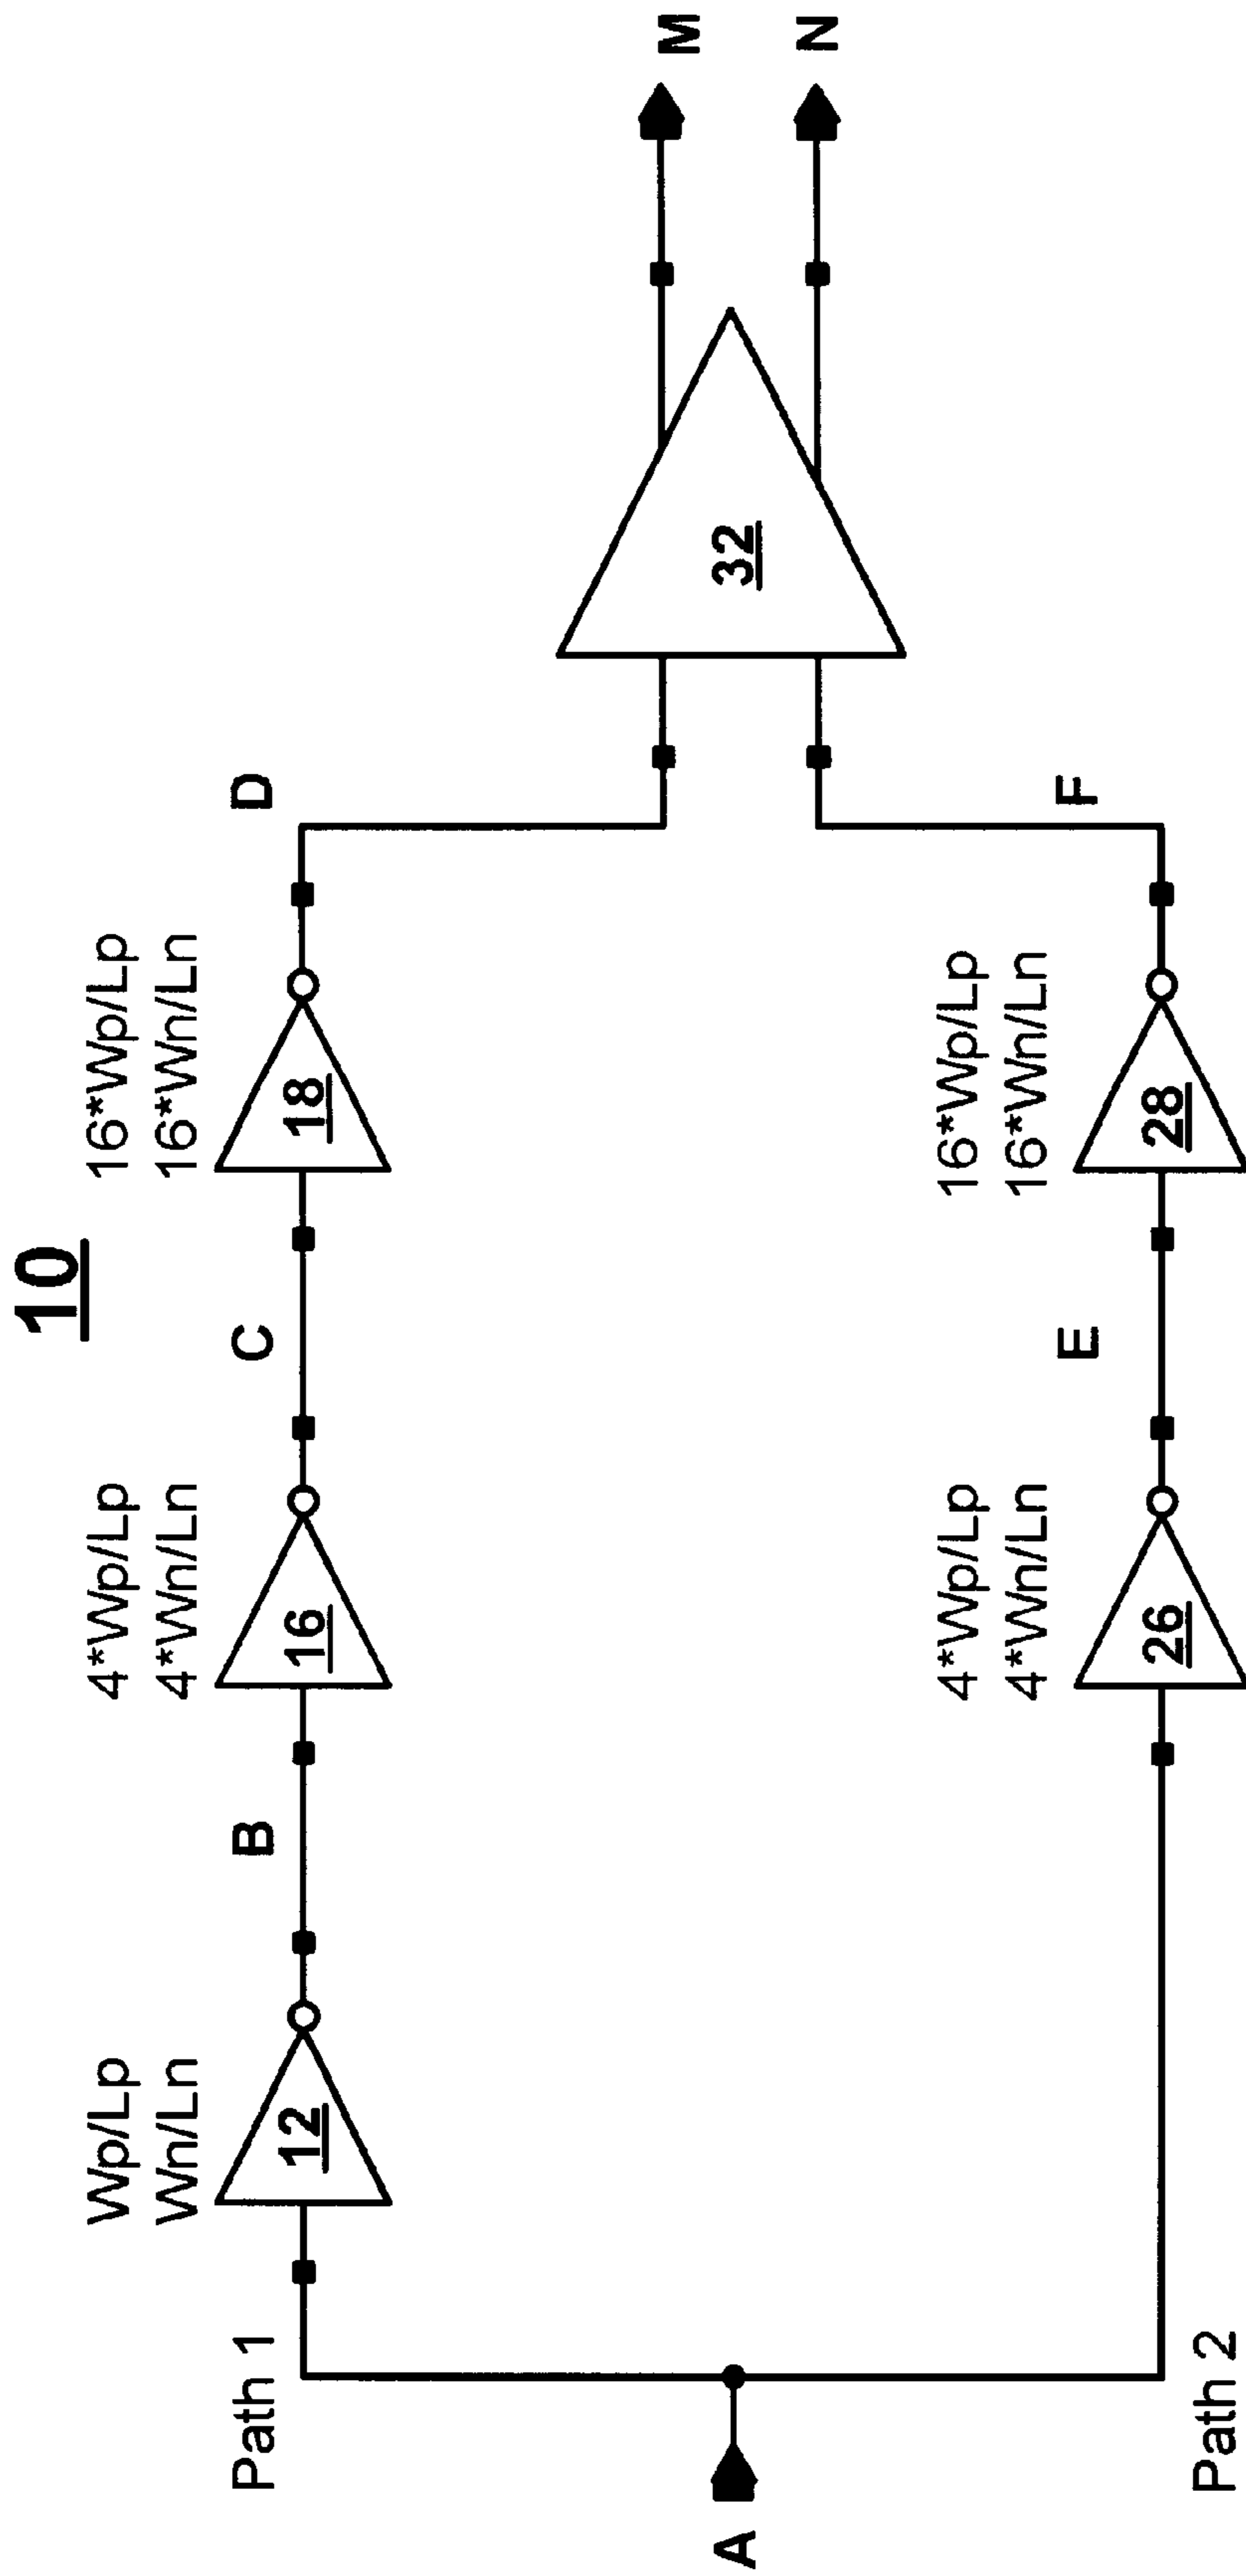 10
Path 1
Wp/Lp
Wn/Ln
12
B
4*Wp/Lp
4*Wn/Ln
16
C
16*Wp/Lp
16*Wn/Ln
18
D
A
32
M
N
Path 2
4*Wp/Lp
4*Wn/Ln
26
E
16*Wp/Lp
16*Wn/Ln
28
F